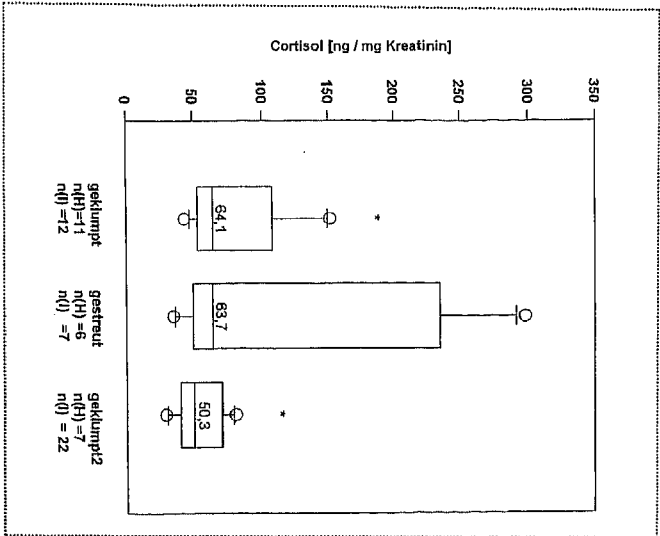 Cortisol [ng / mg Kreatinin]
350
300
250
200
150
100
50
0
64,1
63,7
50,3
*
*
geklumpt
n(H)=11
n(I) =12
gestreut
n(H) =6
n(I) =7
geklumpt2
n(H) =7
n(I) = 22